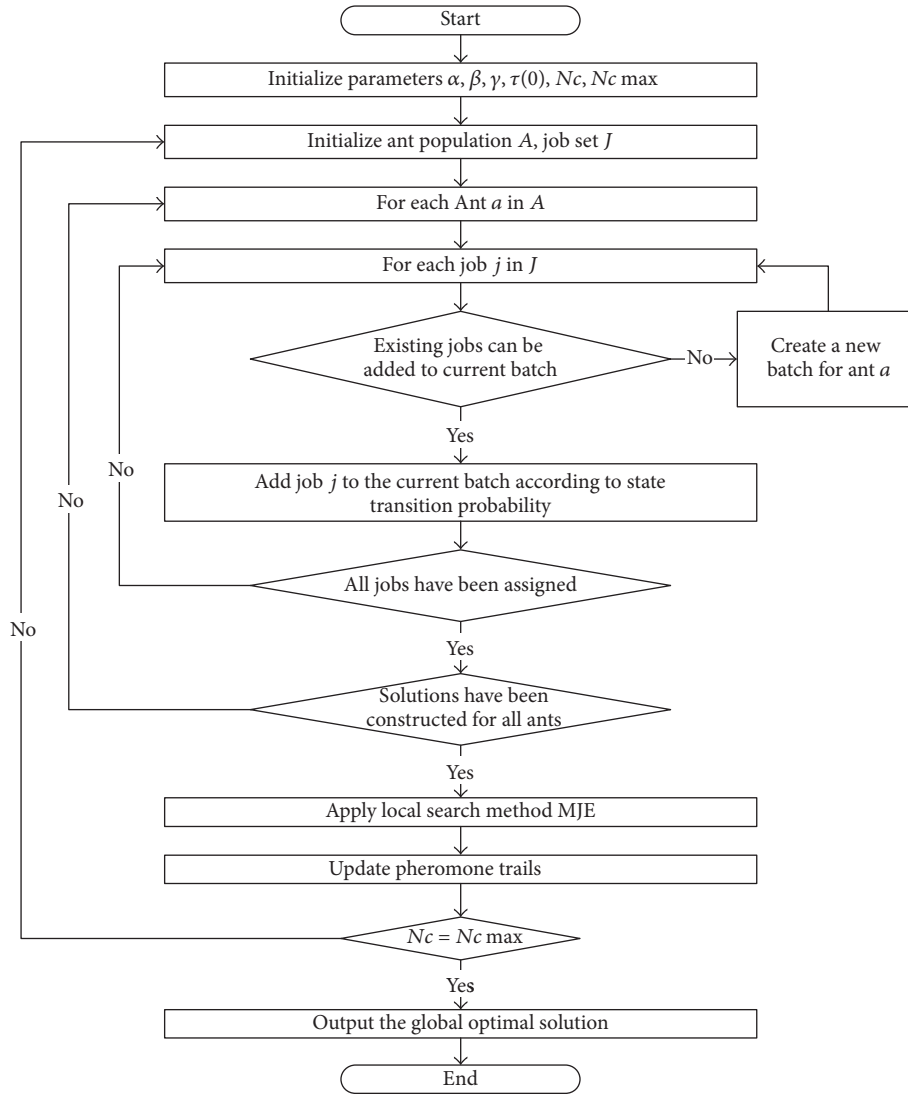 Start
Initialize parameters α, β, γ, τ(0), Nc, Nc max
Initialize ant population A, job set J
For each Ant a in A
For each job j in J
Existing jobs can be
added to current batch
No
Create a new
batch for ant a
Yes
Add job j to the current batch according to state
transition probability
No
No
All jobs have been assigned
No
Yes
Solutions have been
constructed for all ants
Yes
Apply local search method MJE
Update pheromone trails
Nc = Nc max
Yes
Output the global optimal solution
End